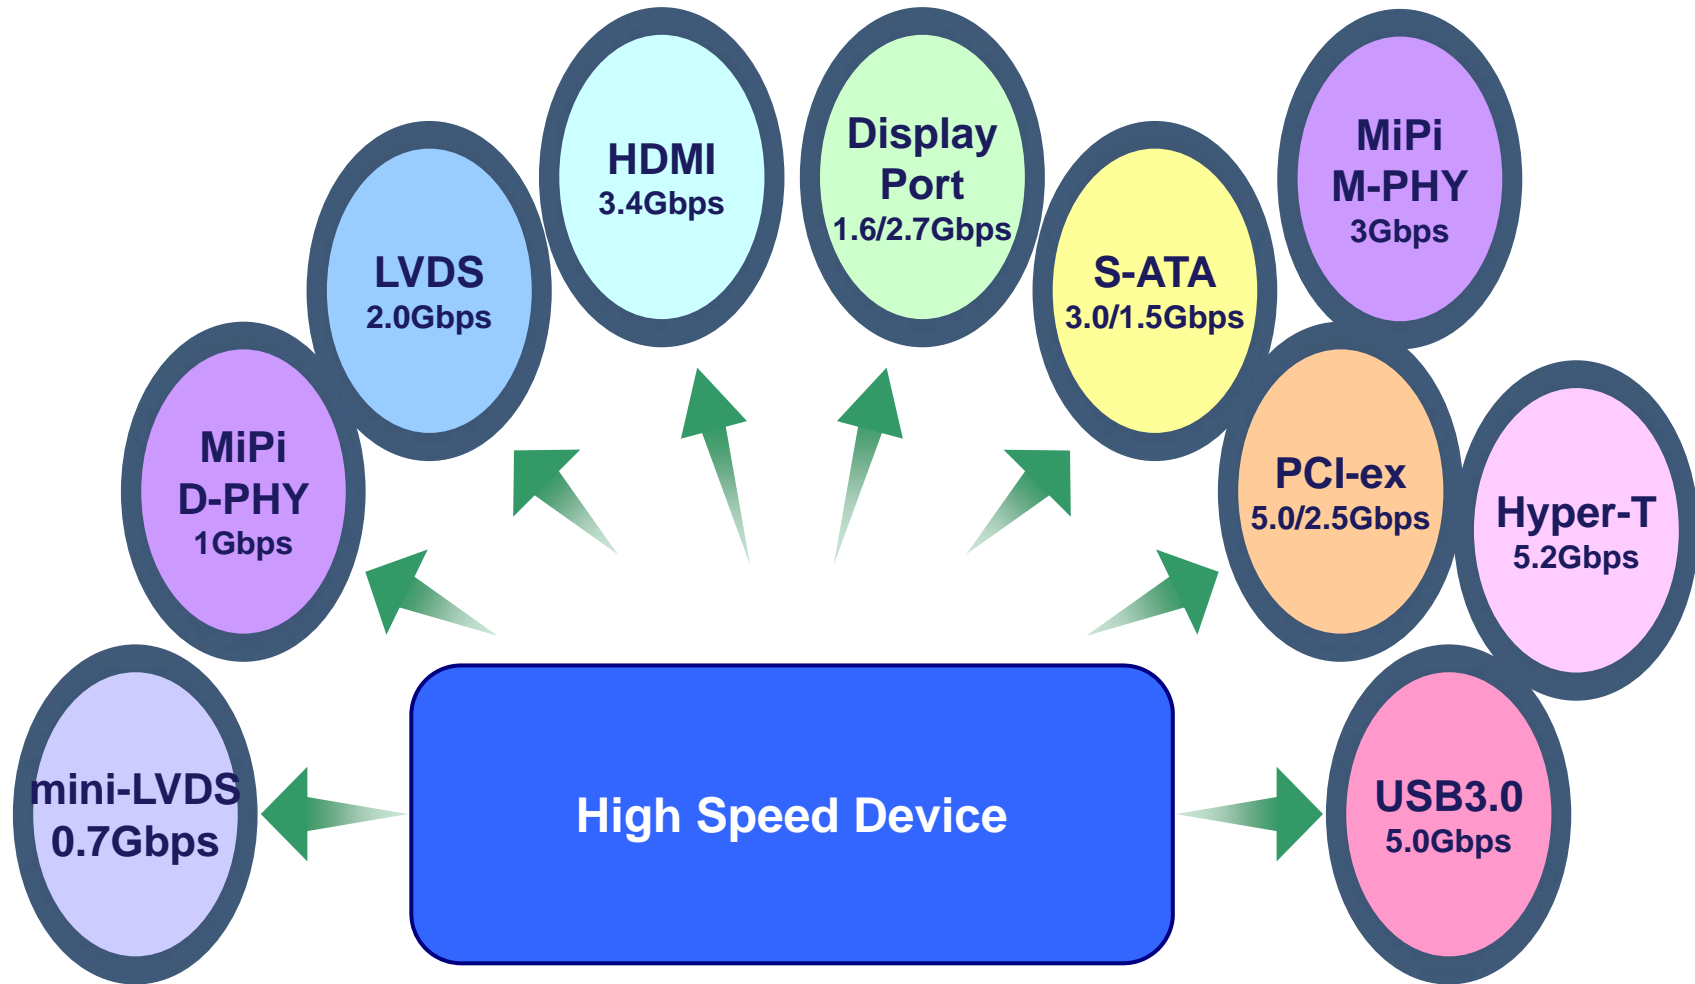 HDMI
3.4Gbps
Display
Port
1.6/2.7Gbps
MiPi
M-PHY
3Gbps
LVDS
2.0Gbps
S-ATA
3.0/1.5Gbps
MiPi
D-PHY
1Gbps
PCI-ex
5.0/2.5Gbps
Hyper-T
5.2Gbps
mini-LVDS
0.7Gbps
High Speed Device
USB3.0
5.0Gbps